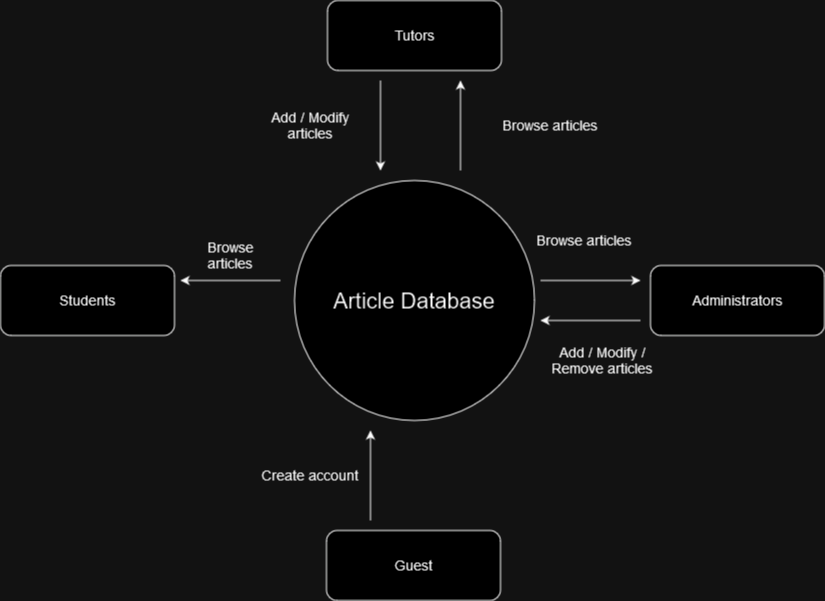 Tutors
Add / Modify
articles
Browse articles
Browse
articles
Browse articles
Students
Article Database
Administrators
Add / Modify /
Remove articles
Create account
Guest